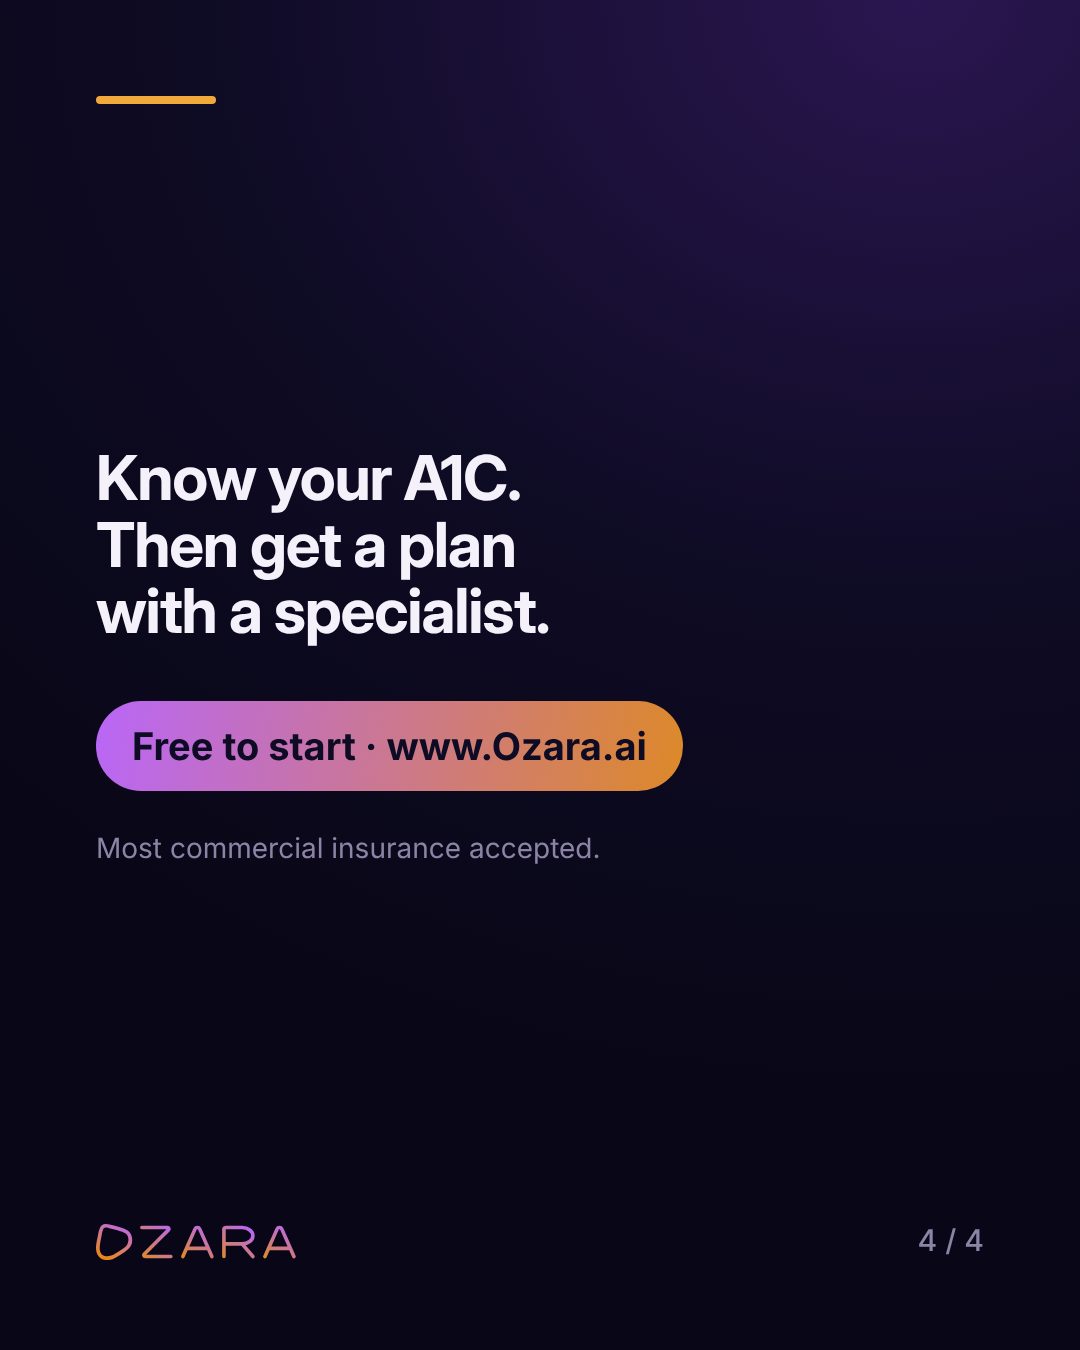 Know your A1C.
Then get a plan
with a specialist.
Free to start · www.Ozara.ai
Most commercial insurance accepted.
OZARA
4 / 4